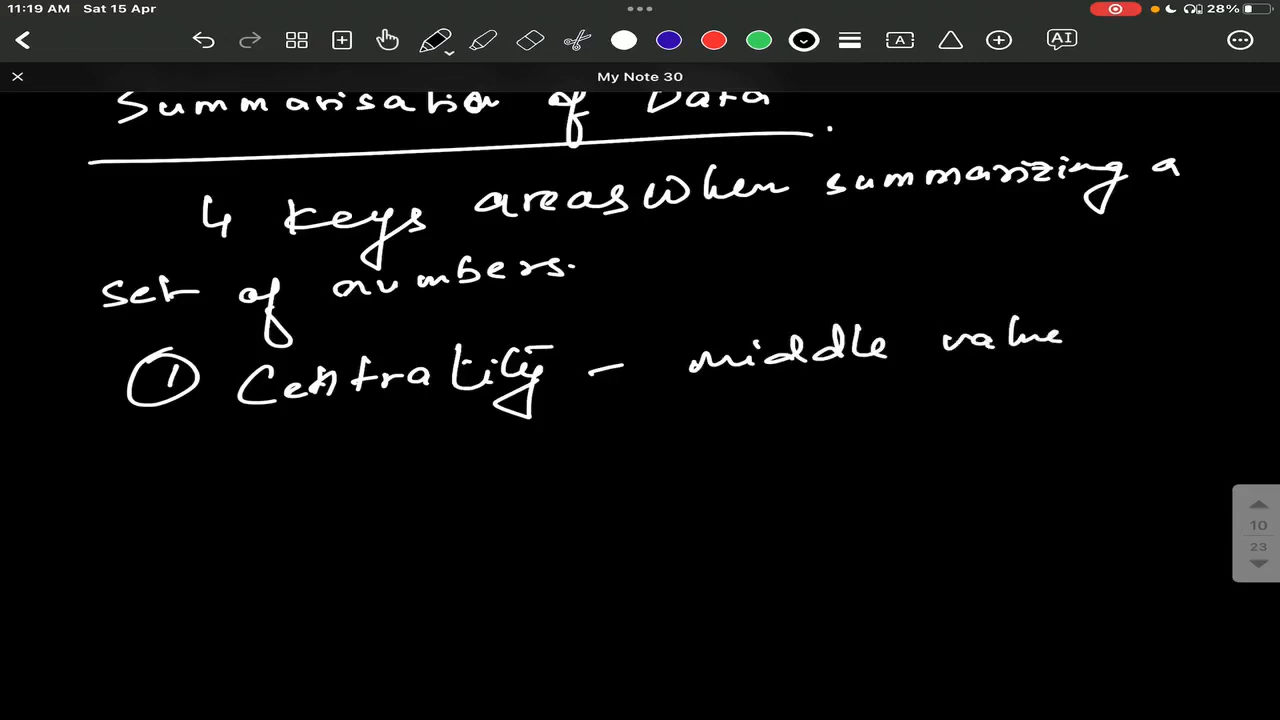 11:19 AM Sat 15 Apr
28%
A
AI
My Note 30
Summarisation of Data
4 keys areas when summarizing a
set of numbers.
① Centrality – middle value
10
23